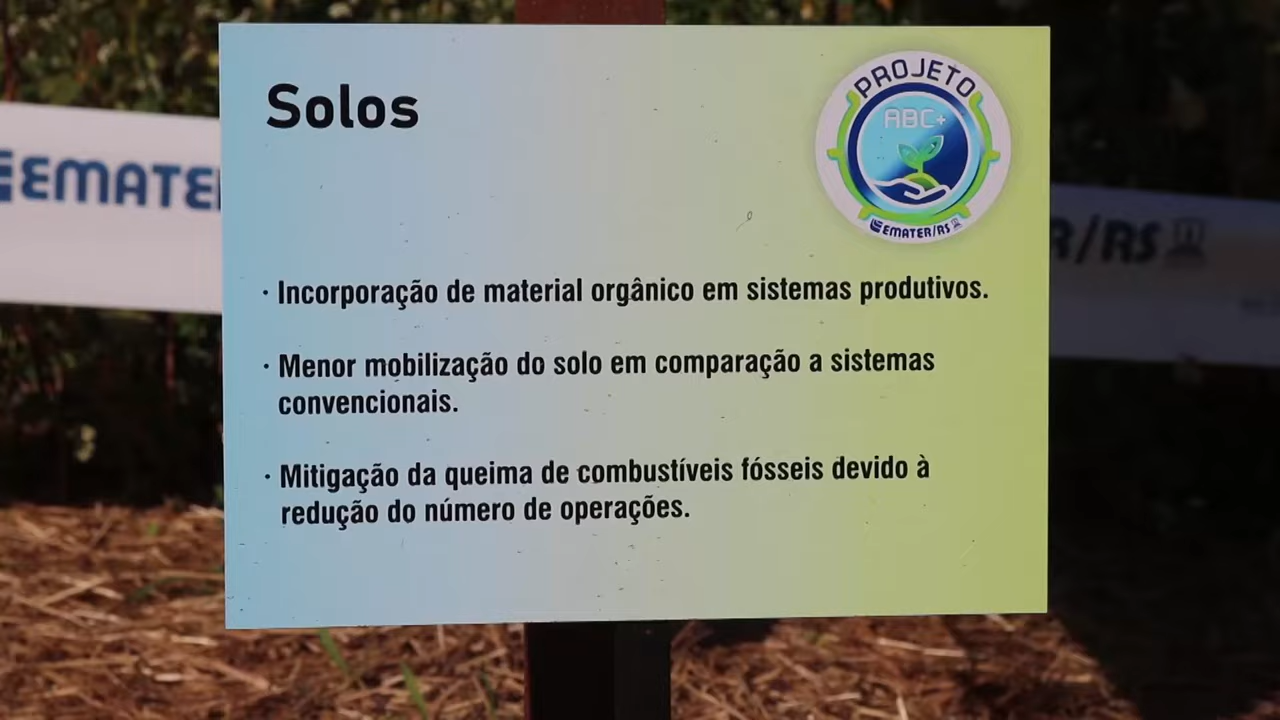 Solos
PROJETO
ABC+
EMATER/RS
EMATE
R/RS
· Incorporação de material orgânico em sistemas produtivos.
· Menor mobilização do solo em comparação a sistemas
convencionais.
· Mitigação da queima de combustíveis fósseis devido à
redução do número de operações.